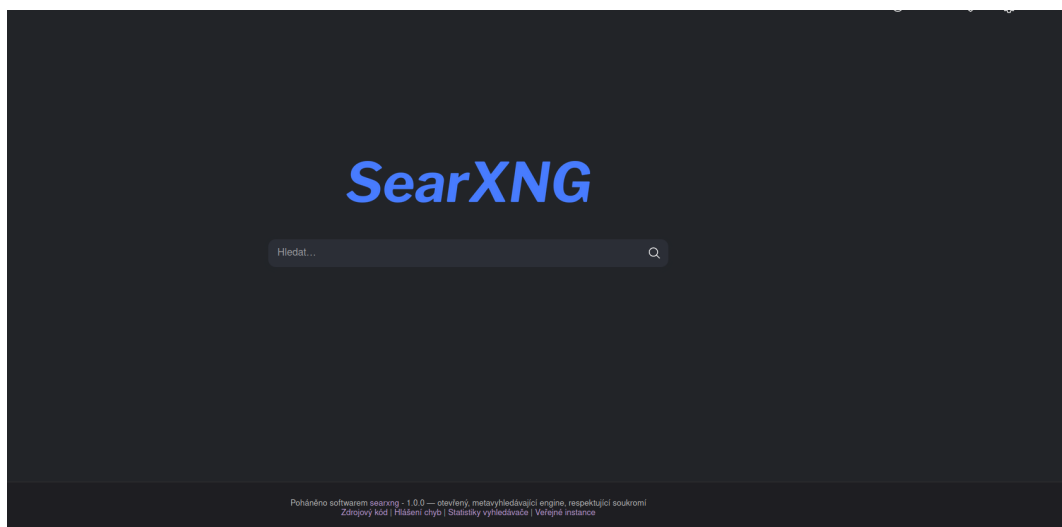 SearXNG
Hledat...
Poháněno softwarem searxng - 1.0.0 — otevřený, metavyhledávající engine, respektující soukromí
Zdrojový kód | Hlášení chyb | Statistiky vyhledávače | Veřejné instance